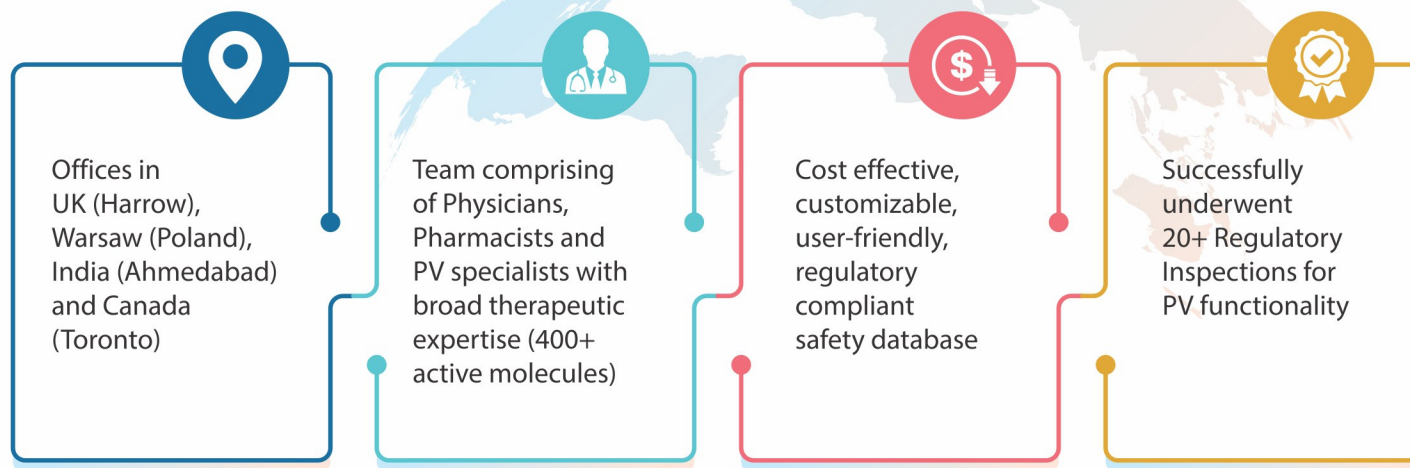 Offices in
UK (Harrow),
Warsaw (Poland),
India (Ahmedabad)
and Canada
(Toronto)
Team comprising
of Physicians,
Pharmacists and
PV specialists with
broad therapeutic
expertise (400+
active molecules)
$
Cost effective,
customizable,
user-friendly,
regulatory
compliant
safety database
Successfully
underwent
20+ Regulatory
Inspections for
PV functionality